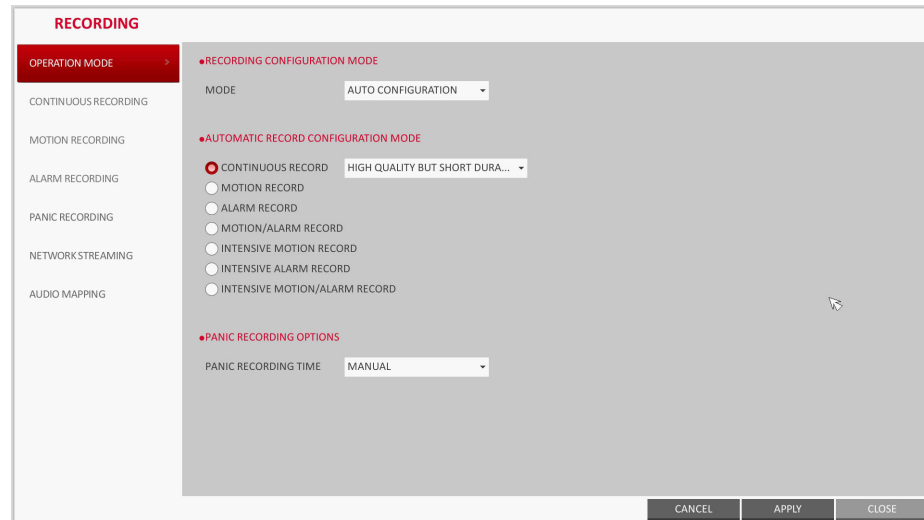 RECORDING
OPERATION MODE >
CONTINUOUS RECORDING
MOTION RECORDING
ALARM RECORDING
PANIC RECORDING
NETWORK STREAMING
AUDIO MAPPING
●RECORDING CONFIGURATION MODE
MODE AUTO CONFIGURATION
●AUTOMATIC RECORD CONFIGURATION MODE
CONTINUOUS RECORD HIGH QUALITY BUT SHORT DURA...
MOTION RECORD
ALARM RECORD
MOTION/ALARM RECORD
INTENSIVE MOTION RECORD
INTENSIVE ALARM RECORD
INTENSIVE MOTION/ALARM RECORD
●PANIC RECORDING OPTIONS
PANIC RECORDING TIME MANUAL
CANCEL APPLY CLOSE